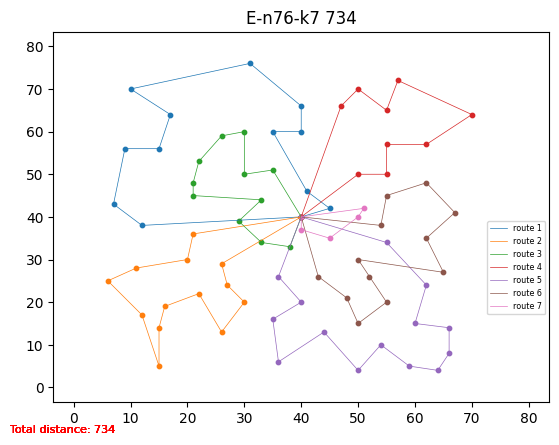 E-n76-k7 734
80
70
60
50
40
30
20
10
0
0 10 20 30 40 50 60 70 80
route 1
route 2
route 3
route 4
route 5
route 6
route 7
Total distance: 734